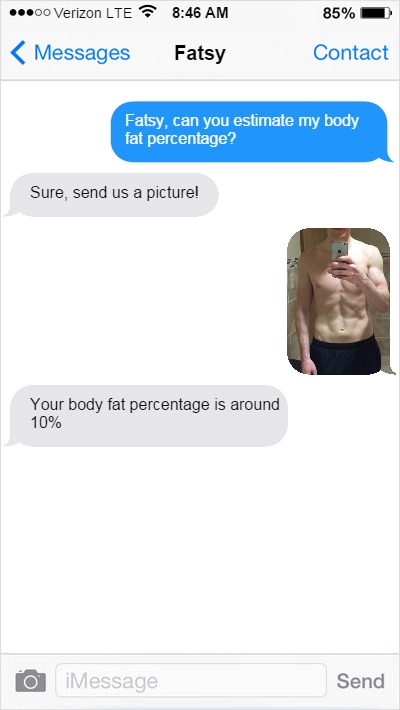 Verizon LTE 8:46 AM 85%
Messages Fatsy Contact
Fatsy, can you estimate my body
fat percentage?
Sure, send us a picture!
Your body fat percentage is around
10%
iMessage Send